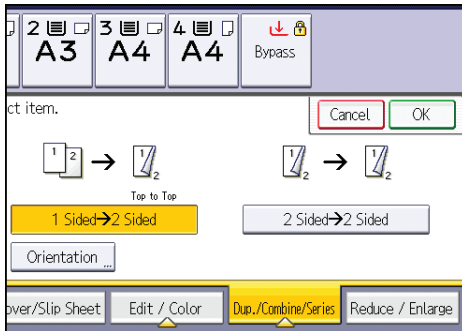 2 3 4
A3 A4 A4 Bypass
ct item.
Cancel OK
1 2 1 2 1 2 1 2
Top to Top
1 Sided→2 Sided 2 Sided→2 Sided
Orientation...
over/Slip Sheet Edit / Color Dup./Combine/Series Reduce / Enlarge